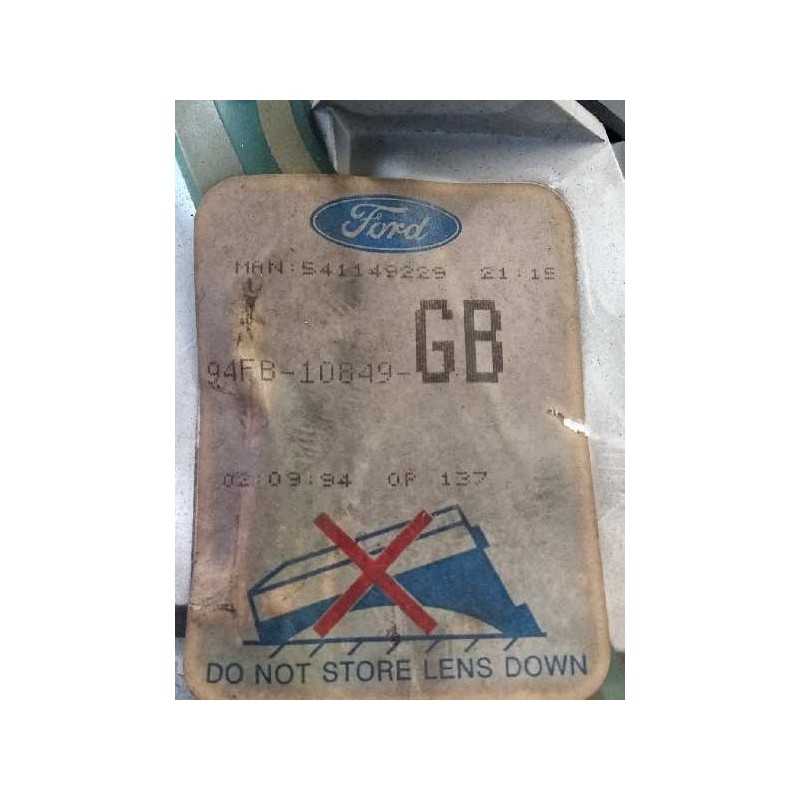 Ford
MAN:541149229 21:15
94FB-10849-GB
02:09:94 OP 137
DO NOT STORE LENS DOWN